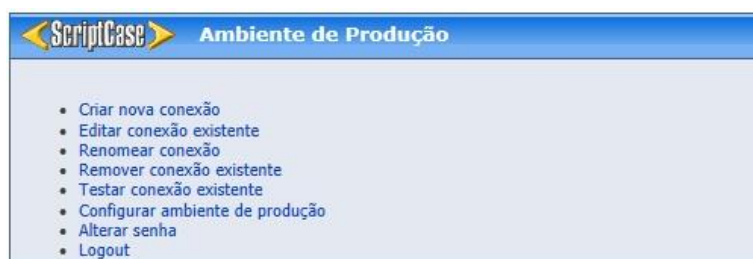 ScriptCase Ambiente de Produção
Criar nova conexão
Editar conexão existente
Renomear conexão
Remover conexão existente
Testar conexão existente
Configurar ambiente de produção
Alterar senha
Logout